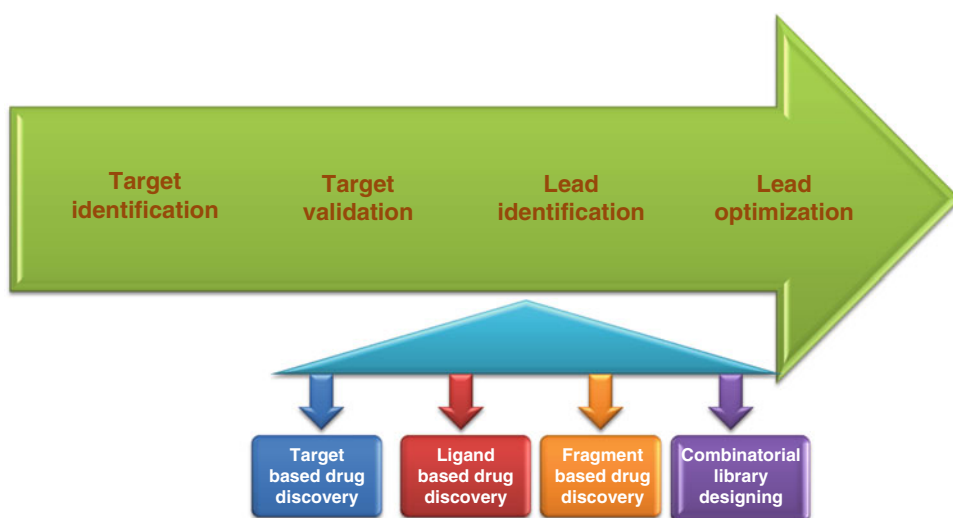 Target
identification
Target
validation
Lead
identification
Lead
optimization
Target
based drug
discovery
Ligand
based drug
discovery
Fragment
based drug
discovery
Combinatorial
library
designing